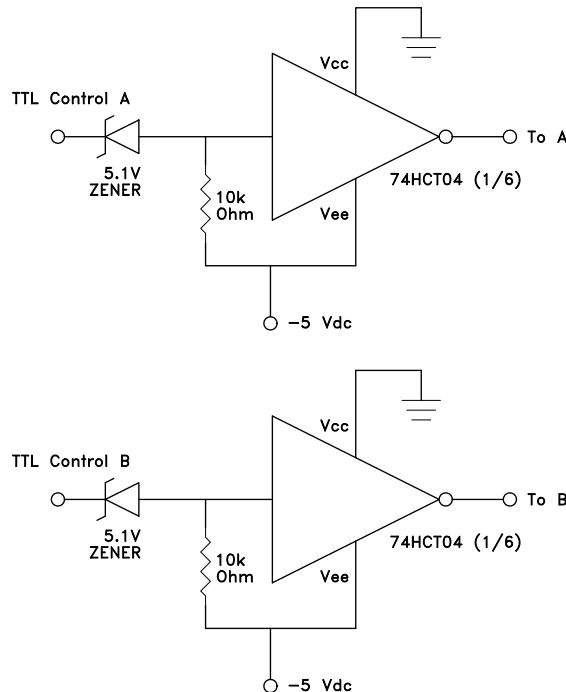 Vcc
TTL Control A
To A
5.1V
ZENER
74HCT04 (1/6)
10k
Ohm
Vee
-5 Vdc
Vcc
TTL Control B
To B
5.1V
ZENER
74HCT04 (1/6)
10k
Ohm
Vee
-5 Vdc